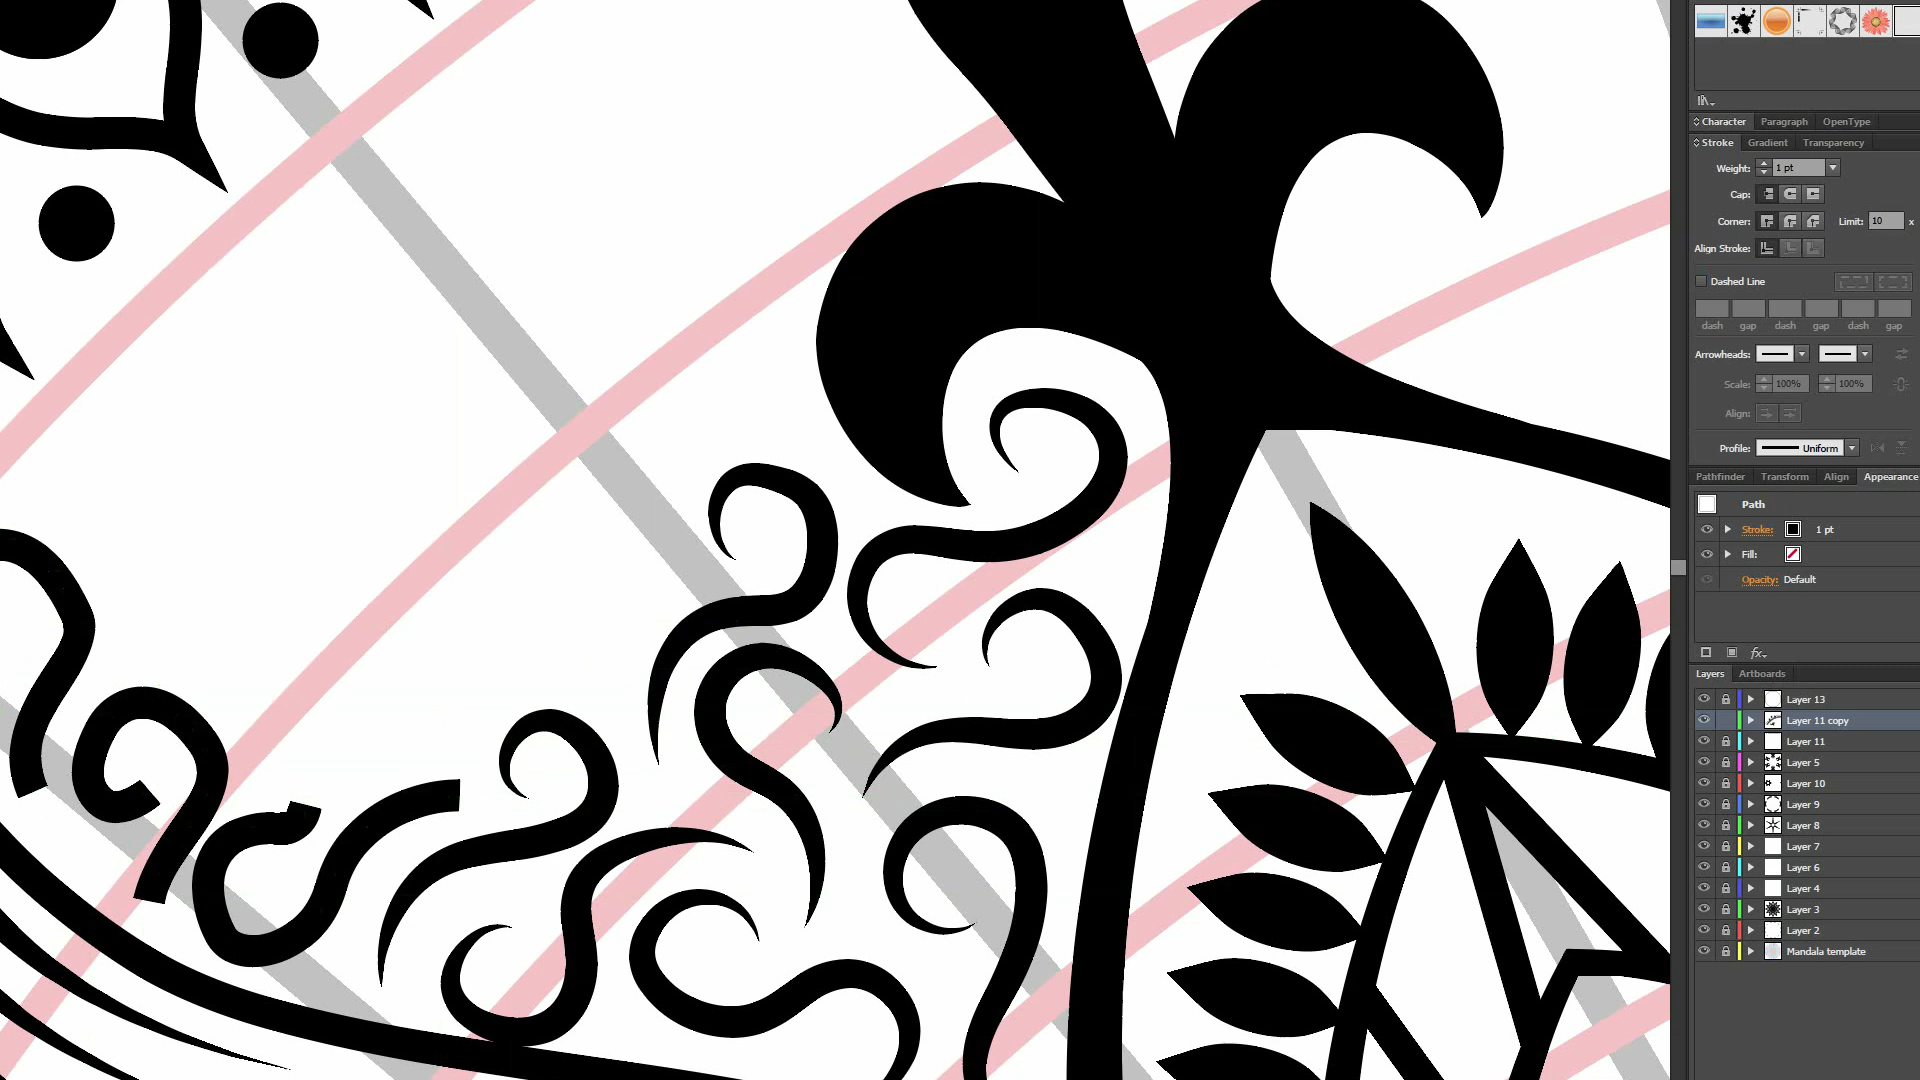 Character Paragraph OpenType
Stroke Gradient Transparency
Weight: 1 pt
Cap:
Corner: Limit: 10 x
Align Stroke:
Dashed Line
dash gap dash gap dash gap
Arrowheads:
Scale: 100% 100%
Align:
Profile: Uniform
Pathfinder Transform Align Appearance
Path
Stroke: 1 pt
Fill:
Opacity: Default
fx
Layers Artboards
Layer 13
Layer 11 copy
Layer 11
Layer 5
Layer 10
Layer 9
Layer 8
Layer 7
Layer 6
Layer 4
Layer 3
Layer 2
Mandala template